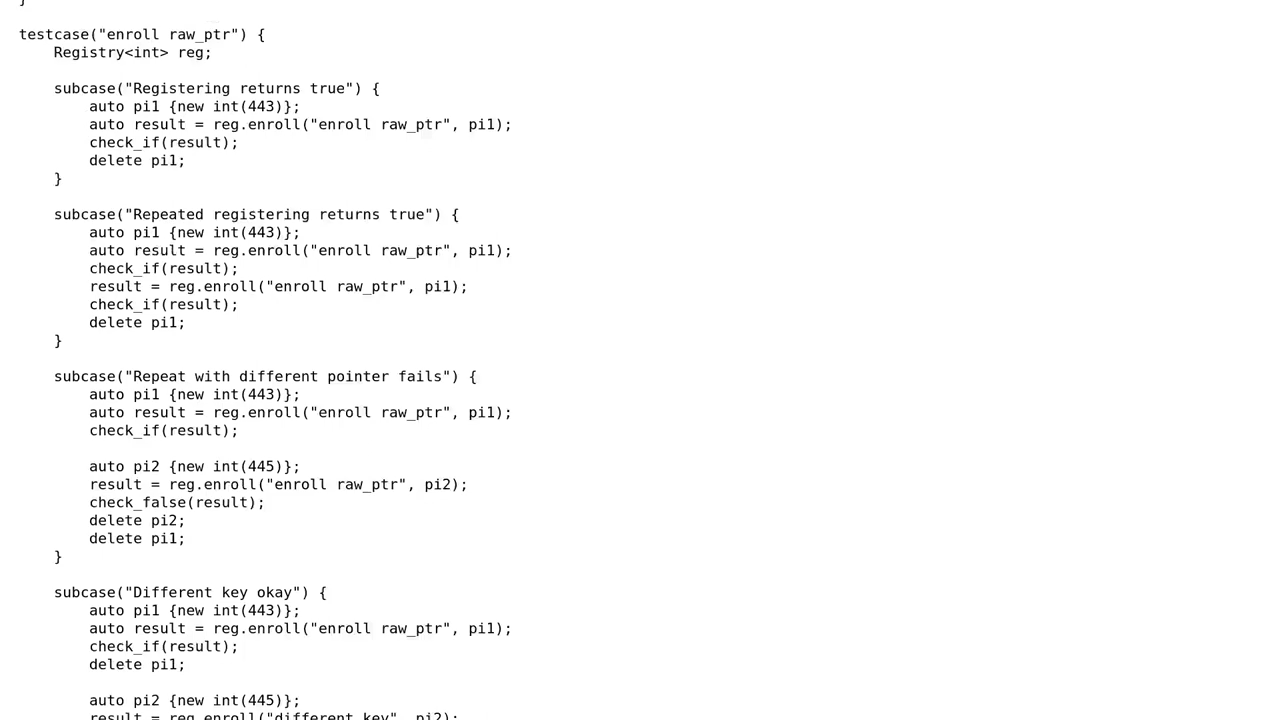 }
testcase("enroll raw_ptr") {
    Registry<int> reg;

    subcase("Registering returns true") {
        auto pi1 {new int(443)};
        auto result = reg.enroll("enroll raw_ptr", pi1);
        check_if(result);
        delete pi1;
    }

    subcase("Repeated registering returns true") {
        auto pi1 {new int(443)};
        auto result = reg.enroll("enroll raw_ptr", pi1);
        check_if(result);
        result = reg.enroll("enroll raw_ptr", pi1);
        check_if(result);
        delete pi1;
    }

    subcase("Repeat with different pointer fails") {
        auto pi1 {new int(443)};
        auto result = reg.enroll("enroll raw_ptr", pi1);
        check_if(result);

        auto pi2 {new int(445)};
        result = reg.enroll("enroll raw_ptr", pi2);
        check_false(result);
        delete pi2;
        delete pi1;
    }

    subcase("Different key okay") {
        auto pi1 {new int(443)};
        auto result = reg.enroll("enroll raw_ptr", pi1);
        check_if(result);
        delete pi1;

        auto pi2 {new int(445)};
        result = reg.enroll("different key", pi2);